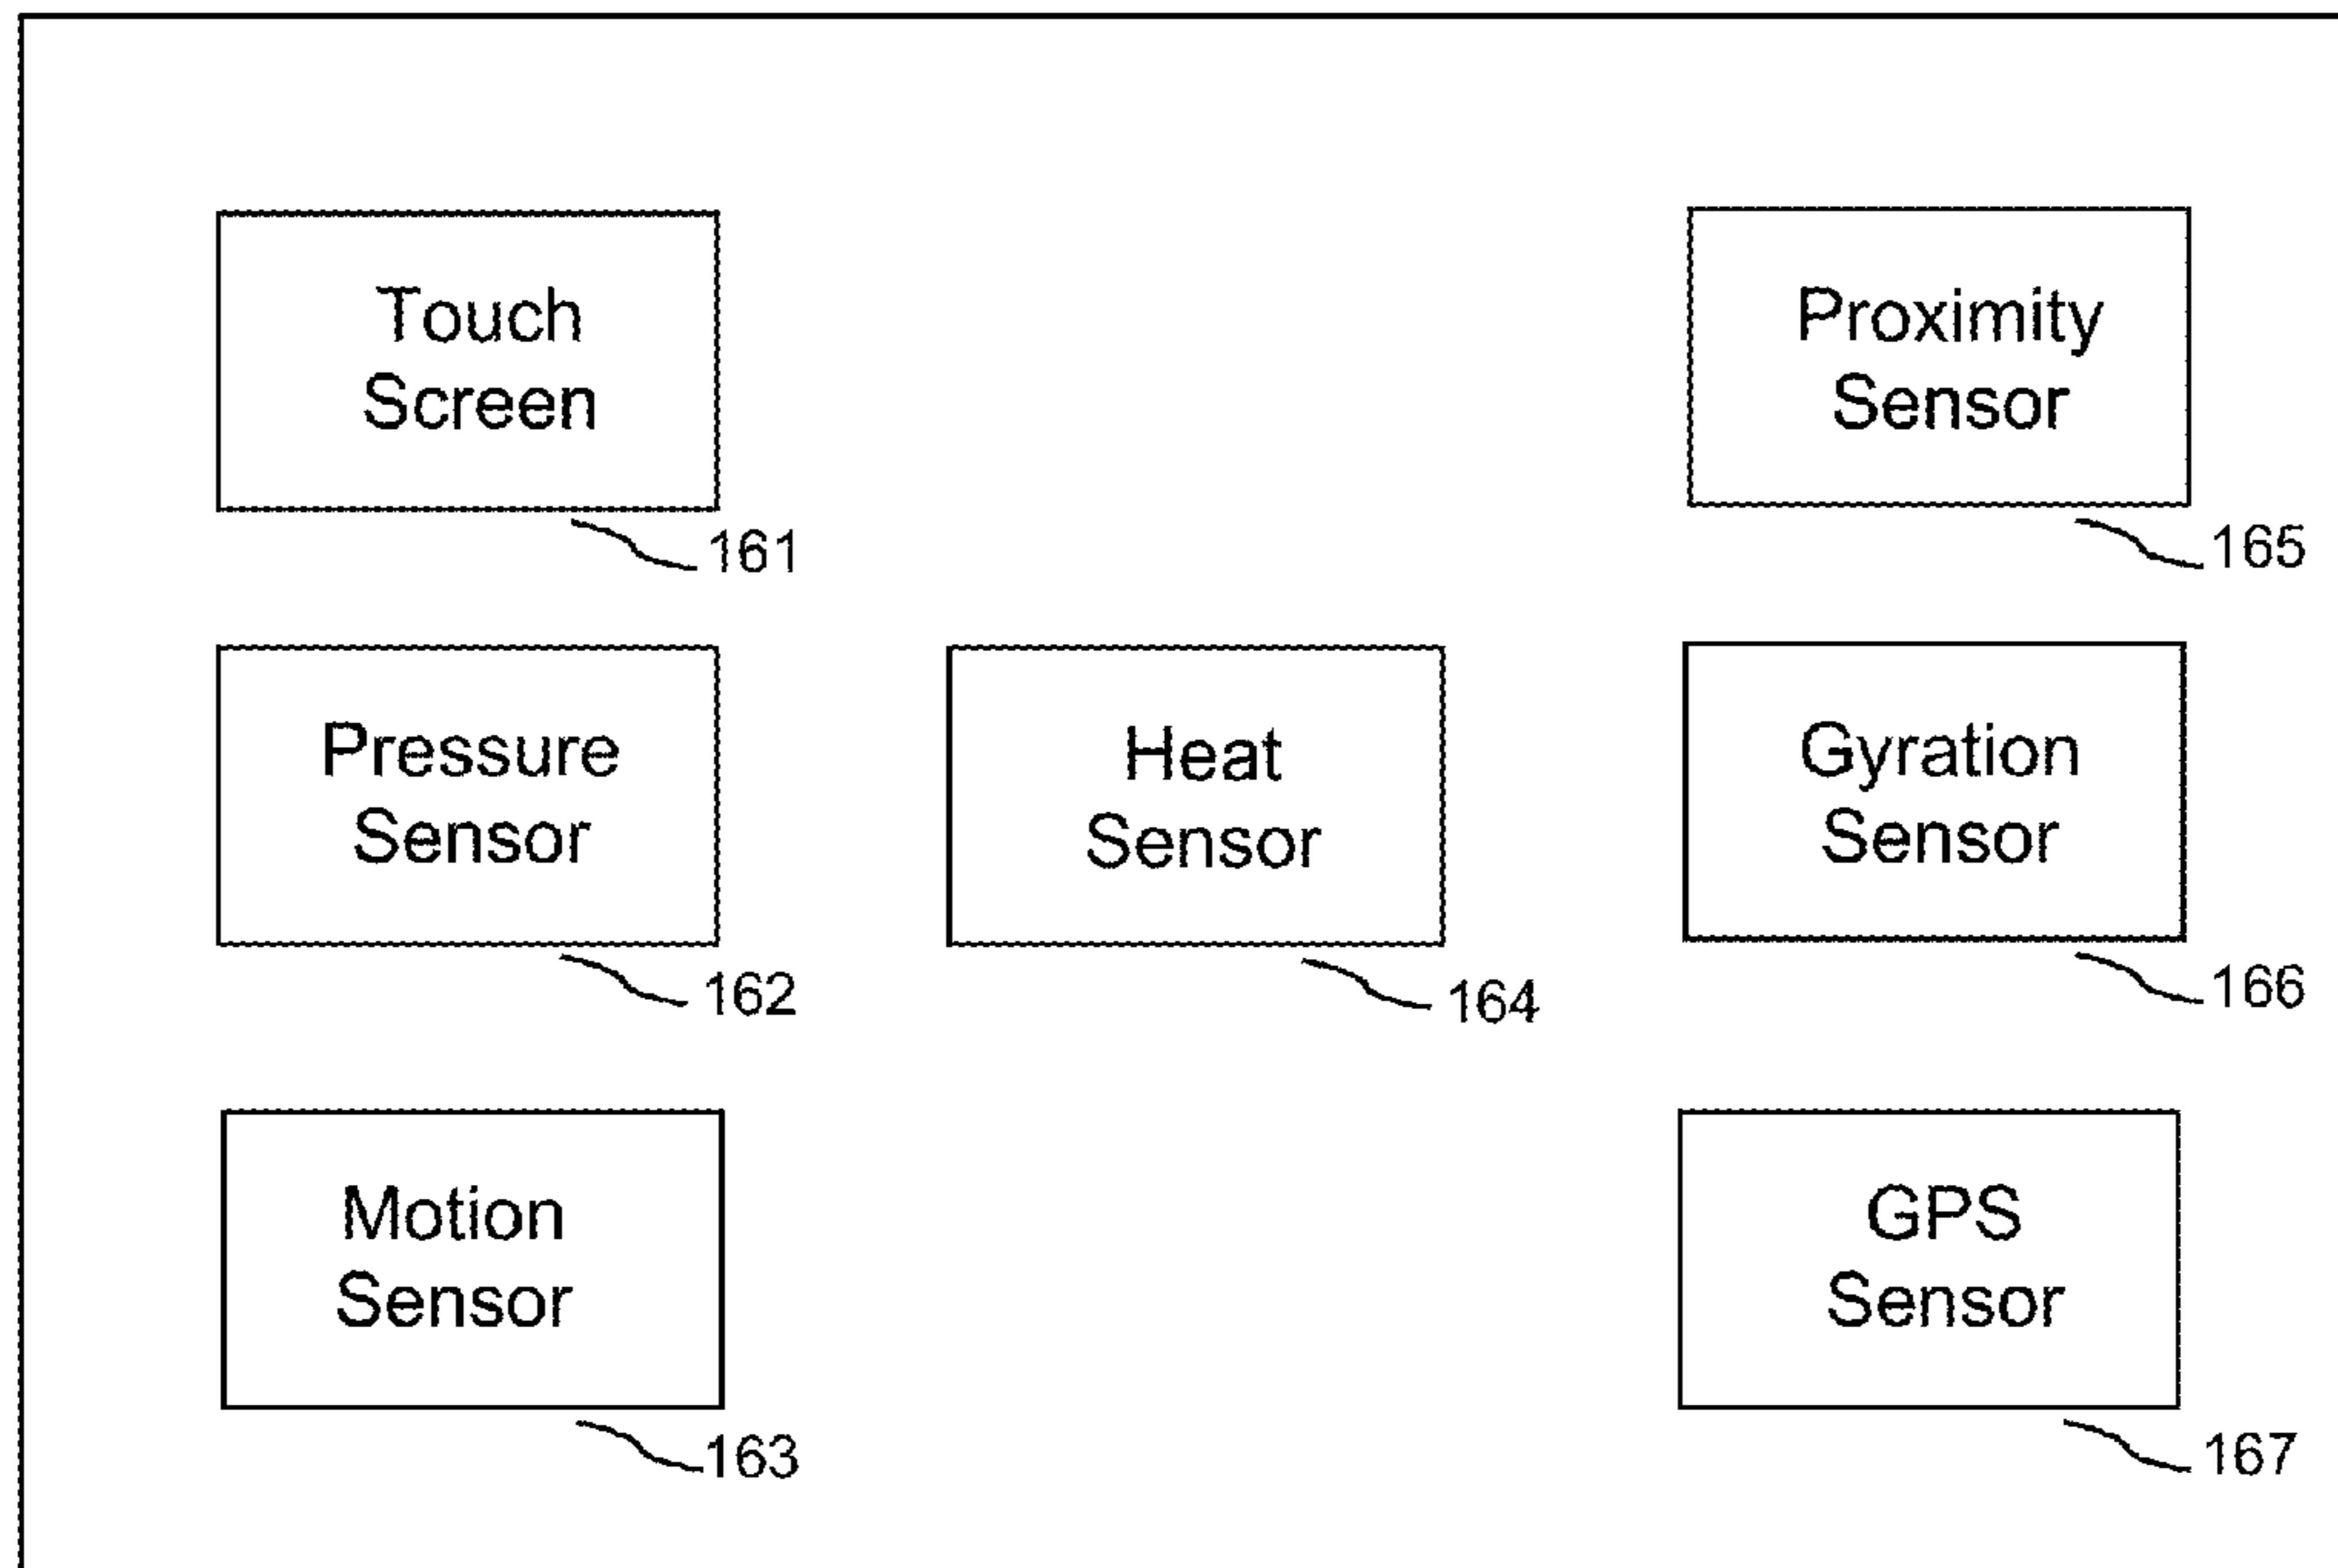 Touch
Screen
161
Proximity
Sensor
165
Pressure
Sensor
162
Heat
Sensor
164
Gyration
Sensor
166
Motion
Sensor
163
GPS
Sensor
167